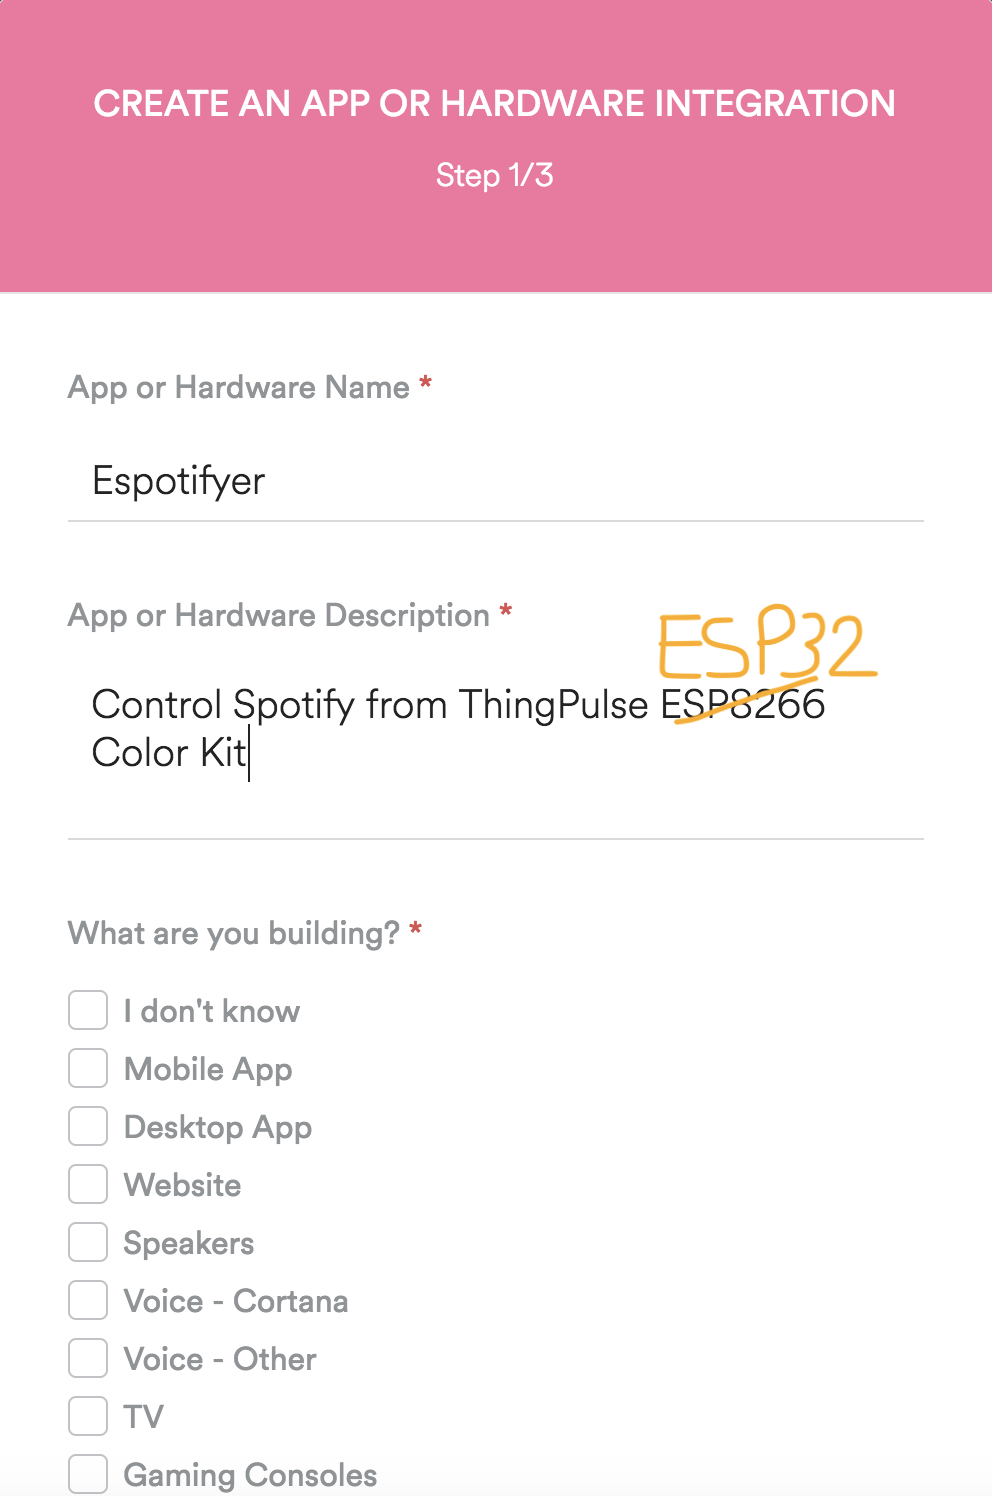 CREATE AN APP OR HARDWARE INTEGRATION
Step 1/3
App or Hardware Name *
Espotifyer
App or Hardware Description *
ESP32
Control Spotify from ThingPulse ESP8266
Color Kit
What are you building? *
I don't know
Mobile App
Desktop App
Website
Speakers
Voice - Cortana
Voice - Other
TV
Gaming Consoles